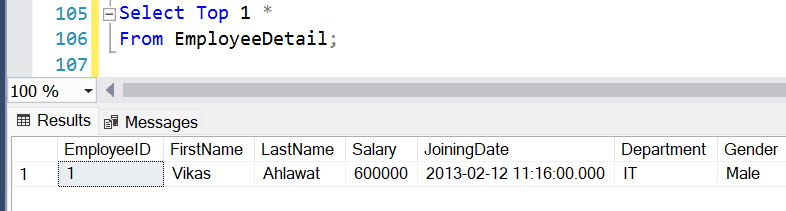 105 Select Top 1 *
106 From EmployeeDetail;
107
100 %
Results Messages
EmployeeID FirstName LastName Salary JoiningDate Department Gender
1 1 Vikas Ahlawat 600000 2013-02-12 11:16:00.000 IT Male